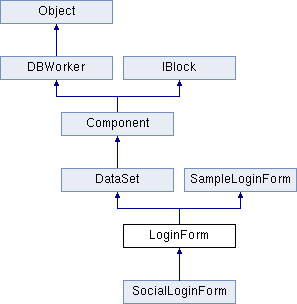 Object
DBWorker
IBlock
Component
DataSet
SampleLoginForm
LoginForm
SocialLoginForm